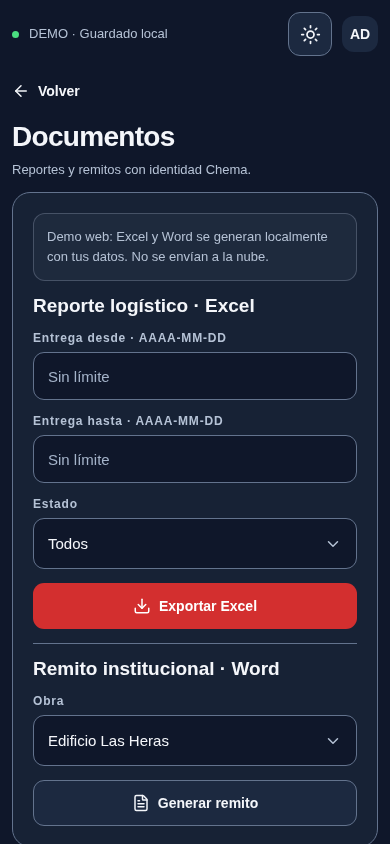 DEMO · Guardado local
AD
Volver
Documentos
Reportes y remitos con identidad Chema.
Demo web: Excel y Word se generan localmente
con tus datos. No se envían a la nube.
Reporte logístico · Excel
Entrega desde · AAAA-MM-DD
Sin límite
Entrega hasta · AAAA-MM-DD
Sin límite
Estado
Todos
Exportar Excel
Remito institucional · Word
Obra
Edificio Las Heras
Generar remito